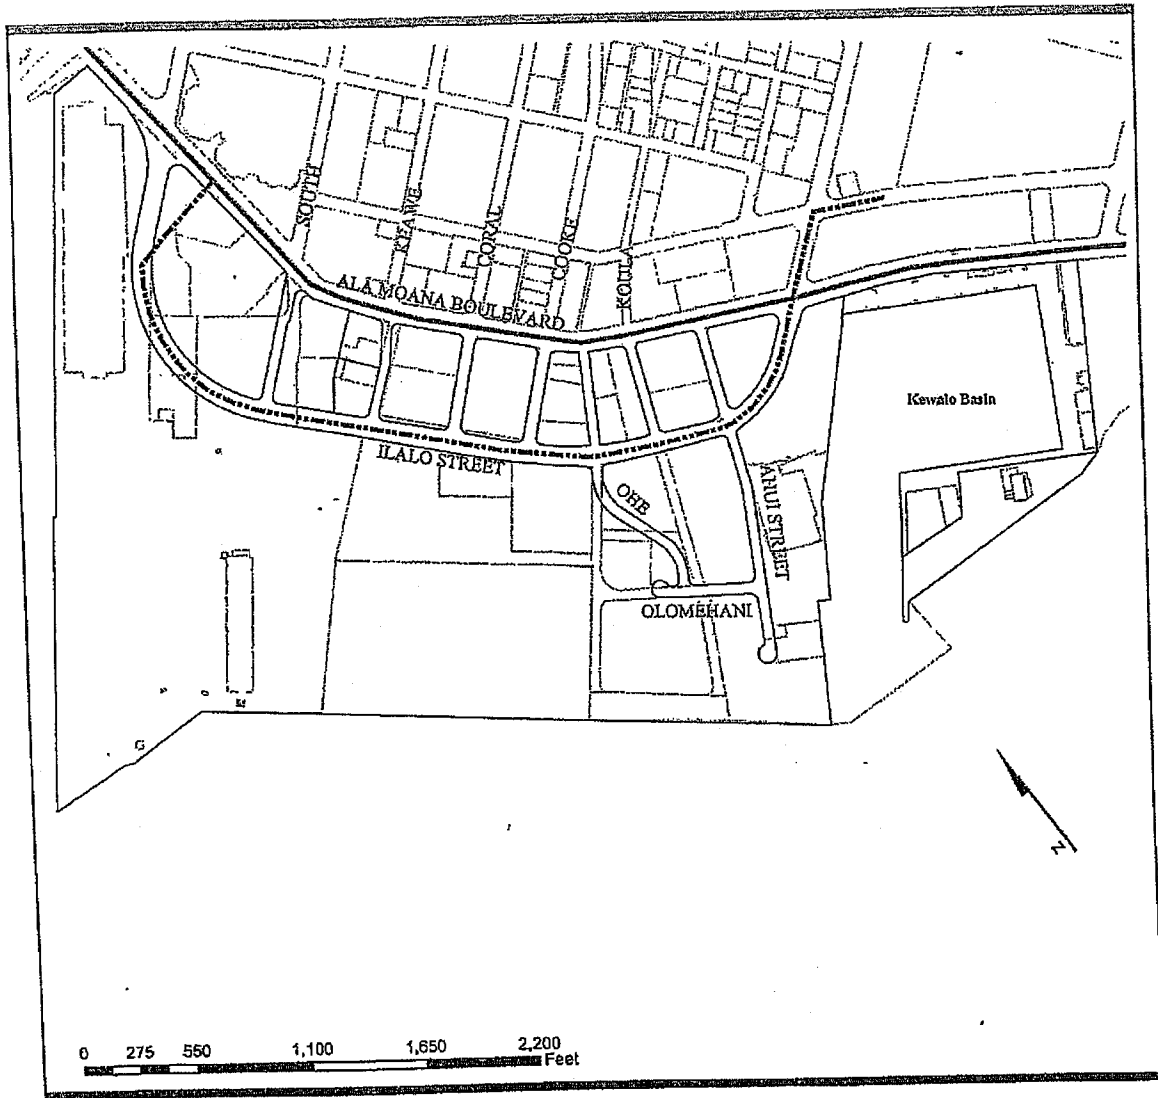 SOUTH
KEAWE
CORAL
COOKE
KOULA
ALA MOANA BOULEVARD
Kewalo Basin
ILALO STREET
OHE
AHUI STREET
OLOMEHANI
N
0 275 550 1,100 1,650 2,200
Feet